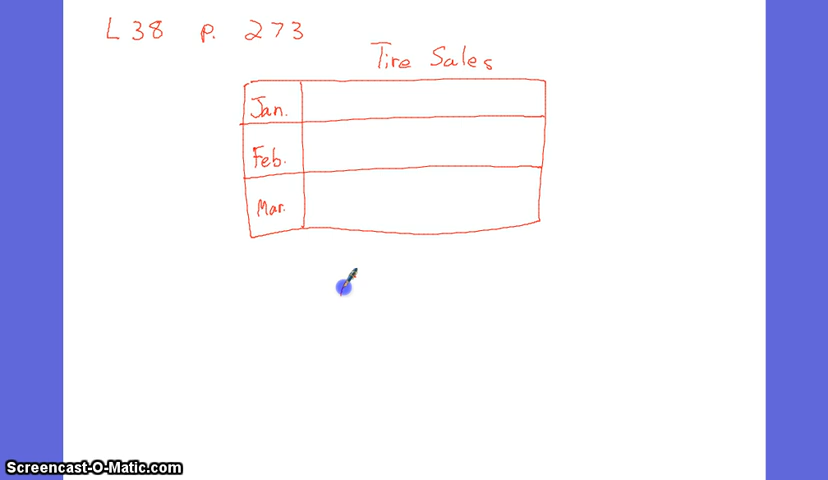 L 38 p. 273
Tire Sales
Jan.
Feb.
Mar.
Screencast-O-Matic.com